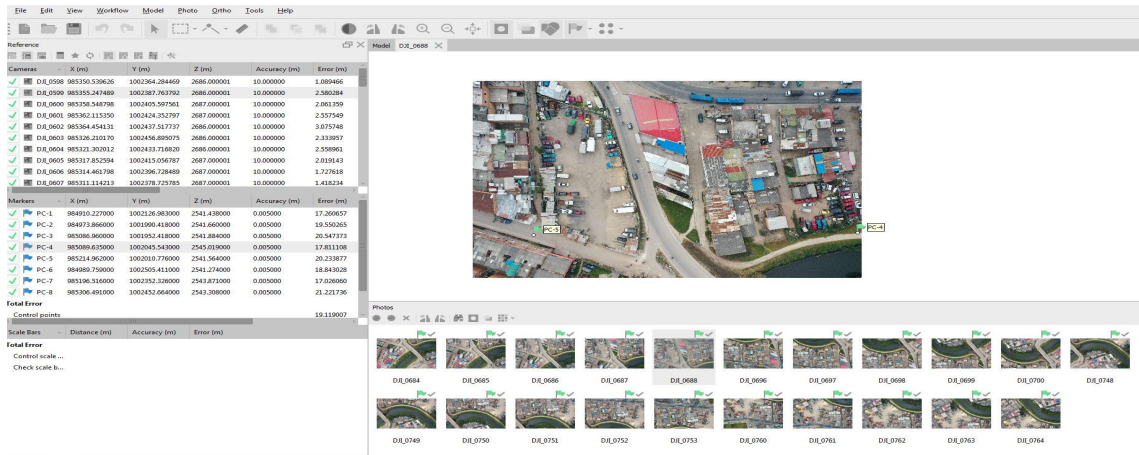 File Edit View Workflow Model Photo Ortho Tools Help
Reference
Model DJI_0688
Cameras X (m) Y (m) Z (m) Accuracy (m) Error (m)
DJI_0598 985350.539626 1002364.284469 2686.000001 10.000000 1.089466
DJI_0599 985355.247489 1002387.763792 2686.000001 10.000000 2.580284
DJI_0600 985358.548798 1002405.597561 2687.000001 10.000000 2.061359
DJI_0601 985362.115350 1002424.352797 2687.000001 10.000000 2.557549
DJI_0602 985364.454131 1002437.517737 2686.000001 10.000000 3.075748
DJI_0603 985326.210170 1002456.895075 2686.000001 10.000000 2.333957
DJI_0604 985321.302012 1002433.716820 2686.000001 10.000000 2.558961
DJI_0605 985317.852594 1002415.056787 2687.000001 10.000000 2.019143
DJI_0606 985314.461798 1002396.728489 2687.000001 10.000000 1.727618
DJI_0607 985311.114213 1002378.725785 2687.000001 10.000000 1.418234
Markers X (m) Y (m) Z (m) Accuracy (m) Error (m)
PC-1 984910.227000 1002126.983000 2541.438000 0.005000 17.260657
PC-2 984973.866000 1001990.418000 2541.660000 0.005000 19.550265
PC-3 985086.960000 1001952.418000 2541.884000 0.005000 20.547373
PC-4 985089.635000 1002045.543000 2545.019000 0.005000 17.811108
PC-5 985214.962000 1002010.776000 2541.564000 0.005000 20.233877
PC-6 984989.759000 1002505.411000 2541.274000 0.005000 18.843028
PC-7 985196.516000 1002352.326000 2543.871000 0.005000 17.026060
PC-8 985306.491000 1002452.664000 2543.308000 0.005000 21.221736
Total Error
Control points 19.119007
Scale Bars Distance (m) Accuracy (m) Error (m)
Total Error
Control scale ...
Check scale b...
PC-5
PC-4
Photos
DJI_0684 DJI_0685 DJI_0686 DJI_0687 DJI_0688 DJI_0696 DJI_0697 DJI_0698 DJI_0699 DJI_0700 DJI_0748
DJI_0749 DJI_0750 DJI_0751 DJI_0752 DJI_0753 DJI_0760 DJI_0761 DJI_0762 DJI_0763 DJI_0764